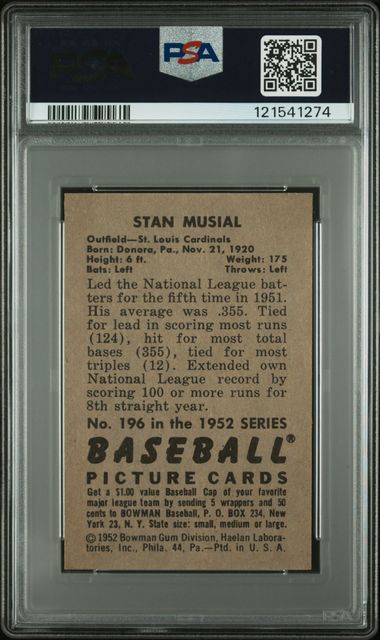 PSA
PSA
121541274
STAN MUSIAL
Outfield—St. Louis Cardinals
Born: Donora, Pa., Nov. 21, 1920
Height: 6 ft. Weight: 175
Bats: Left Throws: Left
Led the National League bat-
ters for the fifth time in 1951.
His average was .355. Tied
for lead in scoring most runs
(124), hit for most total
bases (355), tied for most
triples (12). Extended own
National League record by
scoring 100 or more runs for
8th straight year.
No. 196 in the 1952 SERIES
BASEBALL®
PICTURE CARDS
Get a $1.00 value Baseball Cap of your favorite
major league team by sending 5 wrappers and 50
cents to BOWMAN Baseball, P. O. BOX 234, New
York 23, N. Y. State size: small, medium or large.
©1952 Bowman Gum Division, Haelan Labora-
tories, Inc., Phila. 44, Pa.—Ptd. in U. S. A.